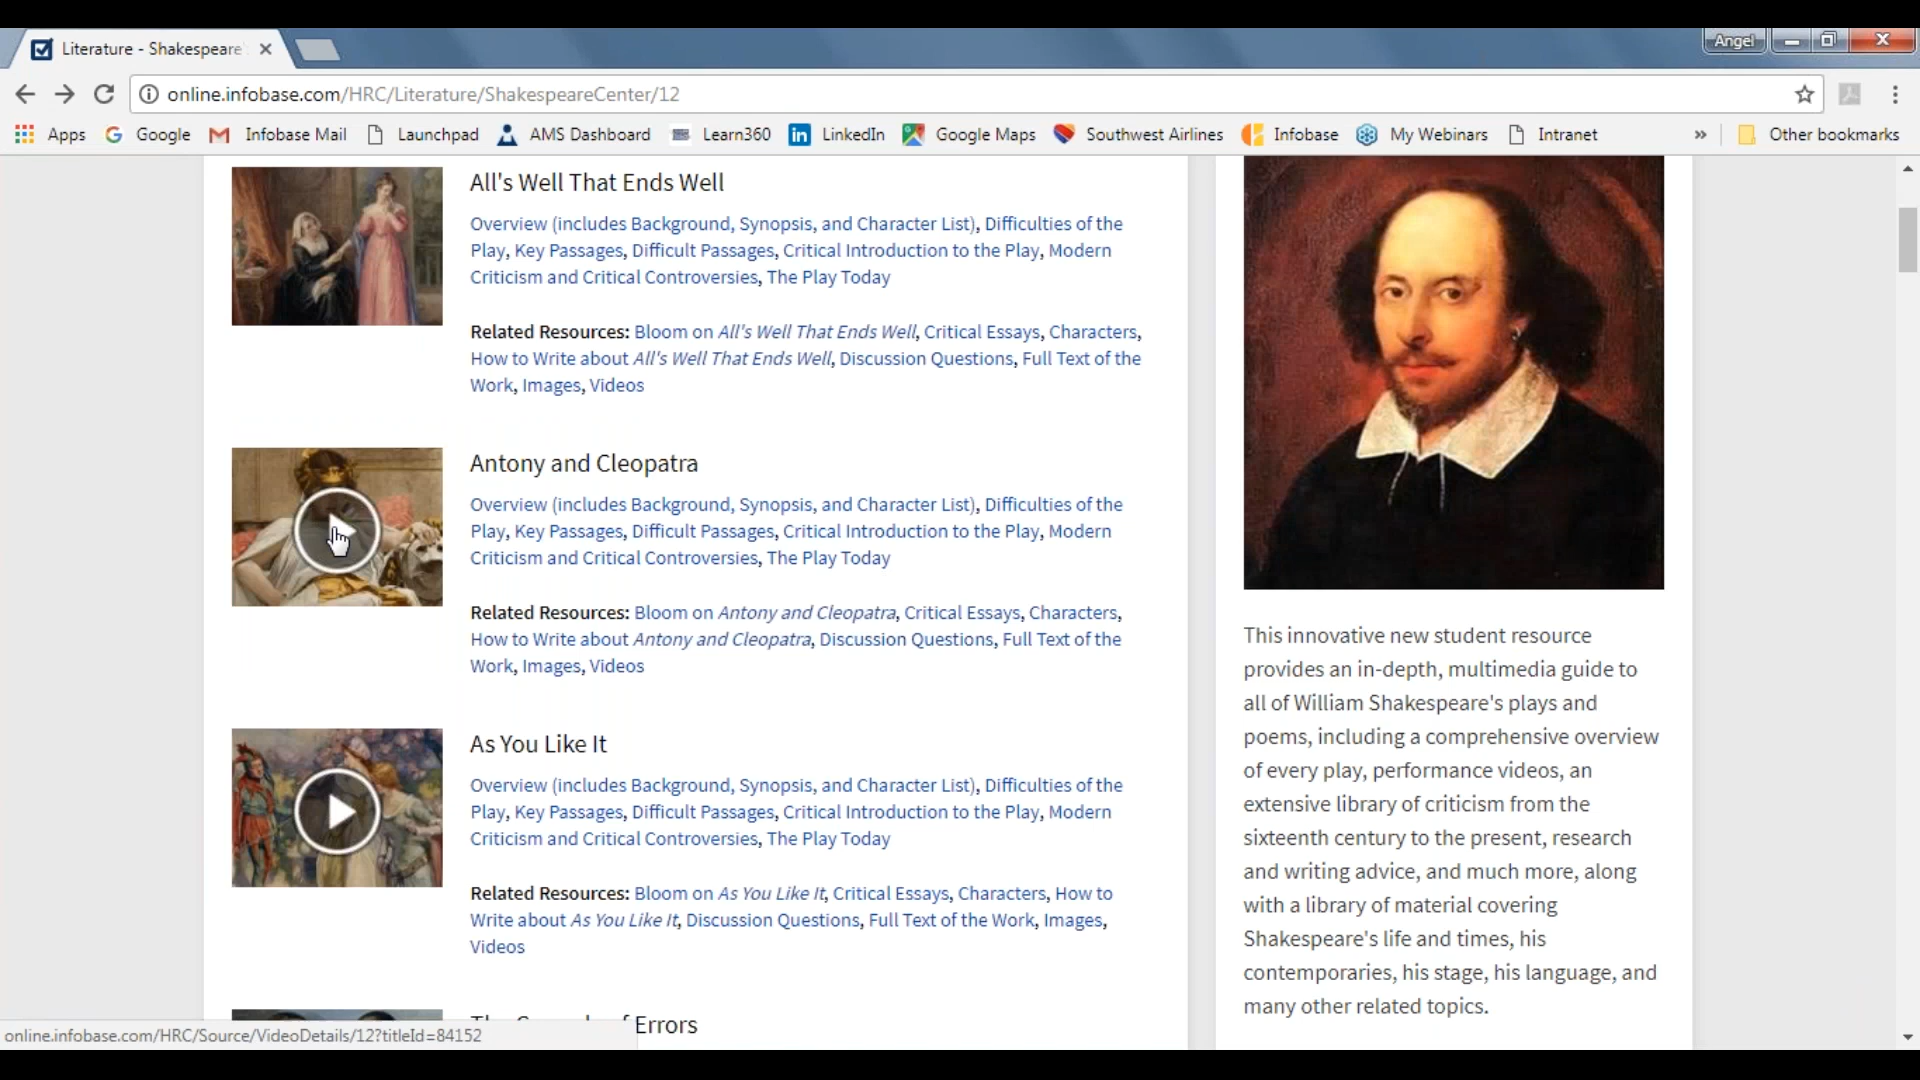 Literature - Shakespeare
Angel
online.infobase.com/HRC/Literature/ShakespeareCenter/12
Apps Google Infobase Mail Launchpad AMS Dashboard Learn360 LinkedIn Google Maps Southwest Airlines Infobase My Webinars Intranet » Other bookmarks
All's Well That Ends Well
Overview (includes Background, Synopsis, and Character List), Difficulties of the
Play, Key Passages, Difficult Passages, Critical Introduction to the Play, Modern
Criticism and Critical Controversies, The Play Today
Related Resources: Bloom on All's Well That Ends Well, Critical Essays, Characters,
How to Write about All's Well That Ends Well, Discussion Questions, Full Text of the
Work, Images, Videos
Antony and Cleopatra
Overview (includes Background, Synopsis, and Character List), Difficulties of the
Play, Key Passages, Difficult Passages, Critical Introduction to the Play, Modern
Criticism and Critical Controversies, The Play Today
Related Resources: Bloom on Antony and Cleopatra, Critical Essays, Characters,
How to Write about Antony and Cleopatra, Discussion Questions, Full Text of the
Work, Images, Videos
As You Like It
Overview (includes Background, Synopsis, and Character List), Difficulties of the
Play, Key Passages, Difficult Passages, Critical Introduction to the Play, Modern
Criticism and Critical Controversies, The Play Today
Related Resources: Bloom on As You Like It, Critical Essays, Characters, How to
Write about As You Like It, Discussion Questions, Full Text of the Work, Images,
Videos
Errors
This innovative new student resource
provides an in-depth, multimedia guide to
all of William Shakespeare's plays and
poems, including a comprehensive overview
of every play, performance videos, an
extensive library of criticism from the
sixteenth century to the present, research
and writing advice, and much more, along
with a library of material covering
Shakespeare's life and times, his
contemporaries, his stage, his language, and
many other related topics.
online.infobase.com/HRC/Source/VideoDetails/12?titleId=84152